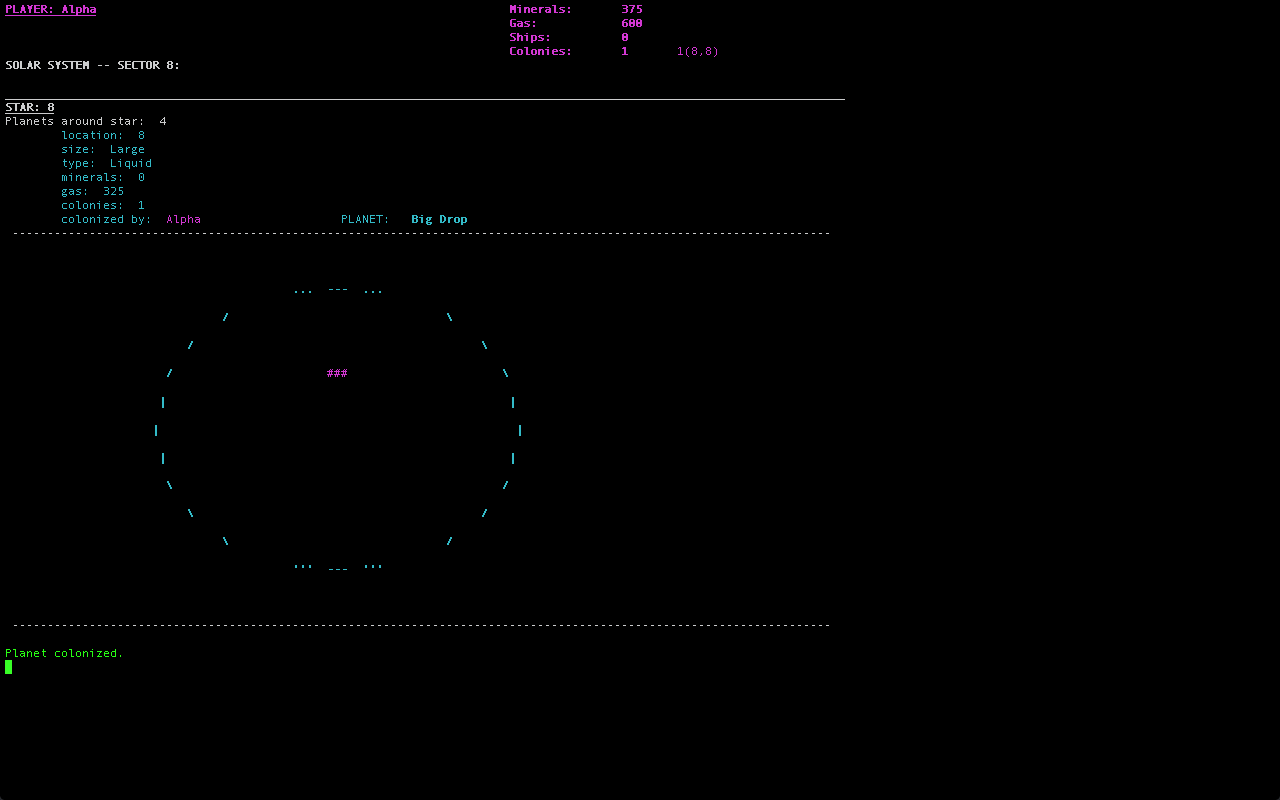 PLAYER: Alpha Minerals: 375
Gas: 600
Ships: 0
Colonies: 1 1(8,8)
SOLAR SYSTEM -- SECTOR 8:
STAR: 8
Planets around star: 4
location: 8
size: Large
type: Liquid
minerals: 0
gas: 325
colonies: 1
colonized by: Alpha PLANET: Big Drop
###
Planet colonized.